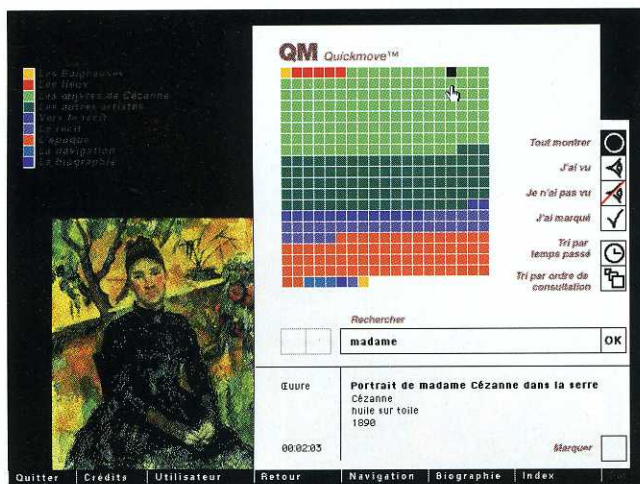 QM Quickmove™
Les Baigneuses
Les lieux
Les œuvres de Cézanne
Les autres artistes
Vers le récit
Le récit
L'époque
La navigation
La biographie
Tout montrer
J'ai vu
Je n'ai pas vu
J'ai marqué
Tri par
temps passé
Tri par ordre de
consultation
Rechercher
madame
OK
Œuvre
Portrait de madame Cézanne dans la serre
Cézanne
huile sur toile
1890
00:02:03
Marquer
Quitter Crédits Utilisateur Retour Navigation Biographie Index